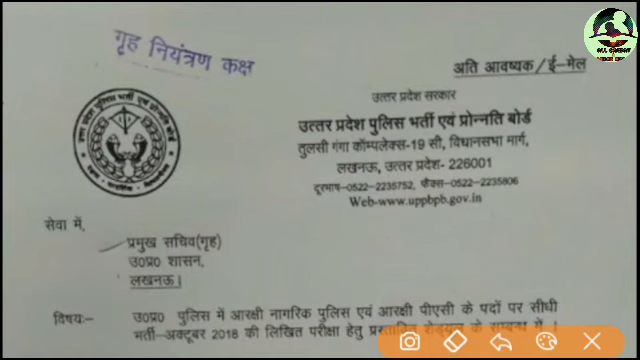 गृह नियंत्रण कक्ष
अति आवष्यक/ई-मेल
उत्तर प्रदेश सरकार
उत्तर प्रदेश पुलिस भर्ती एवं प्रोन्नति बोर्ड
तुलसी गंगा कॉम्पलेक्स-19 सी, विधानसभा मार्ग,
लखनऊ, उत्तर प्रदेश- 226001
दूरभाष-0522-2235752, फैक्स-0522-2235806
Web-www.uppbpb.gov.in
सेवा में,
प्रमुख सचिव(गृह)
उ0प्र0 शासन,
लखनऊ।
विषयः- उ0प्र0 पुलिस में आरक्षी नागरिक पुलिस एवं आरक्षी पीएसी के पदों पर सीधी
भर्ती-अक्टूबर 2018 की लिखित परीक्षा हेतु